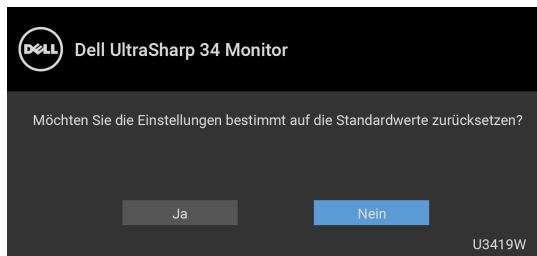 DELL Dell UltraSharp 34 Monitor
Möchten Sie die Einstellungen bestimmt auf die Standardwerte zurücksetzen?
Ja Nein
U3419W